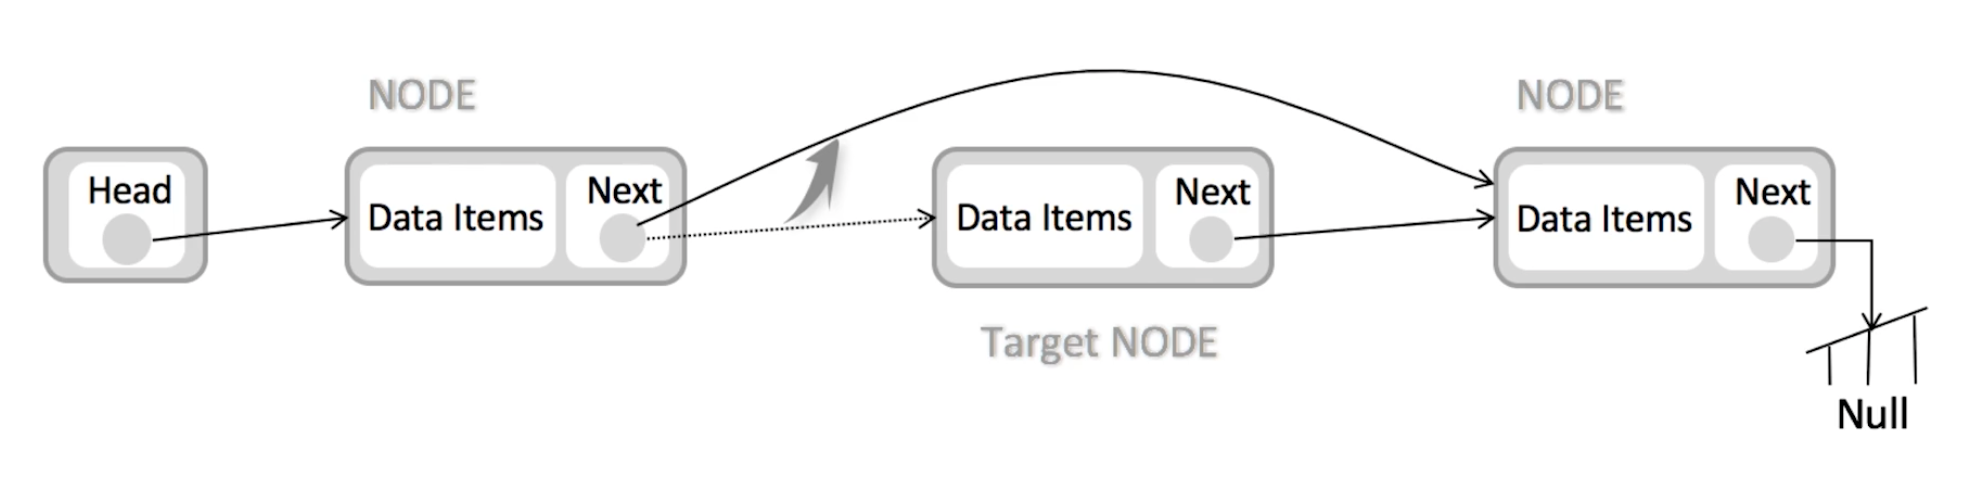 NODE
NODE
Head
Data Items
Next
Data Items
Next
Data Items
Next
Target NODE
Null